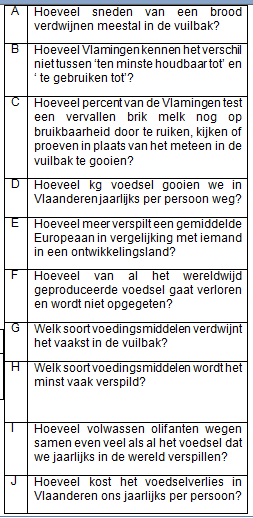 A Hoeveel sneden van een brood
verdwijnen meestal in de vuilbak?
B Hoeveel Vlamingen kennen het verschil
niet tussen 'ten minste houdbaar tot' en
' te gebruiken tot'?
C Hoeveel percent van de Vlamingen test
een vervallen brik melk nog op
bruikbaarheid door te ruiken, kijken of
proeven in plaats van het meteen in de
vuilbak te gooien?
D Hoeveel kg voedsel gooien we in
Vlaanderen jaarlijks per persoon weg?
E Hoeveel meer verspilt een gemiddelde
Europeaan in vergelijking met iemand
in een ontwikkelingsland?
F Hoeveel van al het wereldwijd
geproduceerde voedsel gaat verloren
en wordt niet opgegeten?
G Welk soort voedingsmiddelen verdwijnt
het vaakst in de vuilbak?
H Welk soort voedingsmiddelen wordt het
minst vaak verspild?
I Hoeveel volwassen olifanten wegen
samen even veel als al het voedsel dat
we jaarlijks in de wereld verspillen?
J Hoeveel kost het voedselverlies in
Vlaanderen ons jaarlijks per persoon?